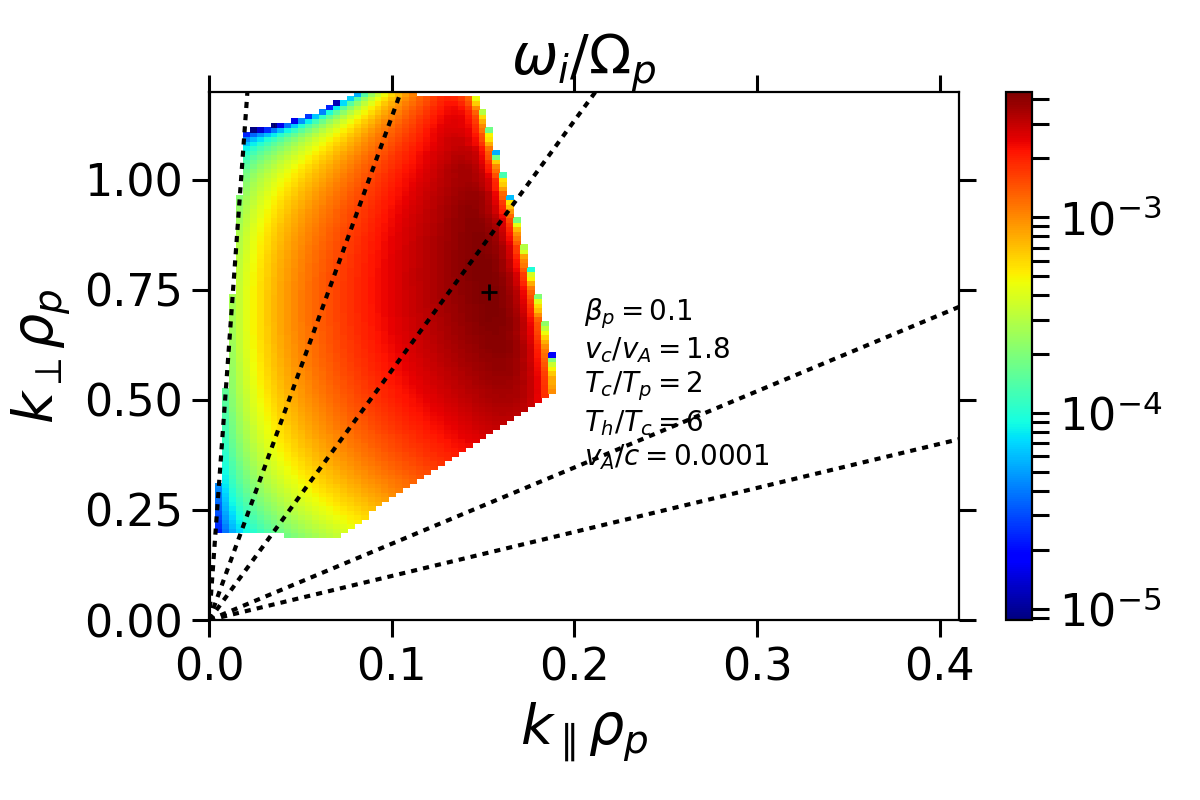 ω_i/Ω_p
k_⊥ρ_p
1.00
0.75
0.50
0.25
0.00
0.0 0.1 0.2 0.3 0.4
k_∥ρ_p
β_p = 0.1
v_c/v_A = 1.8
T_c/T_p = 2
T_h/T_c = 6
v_A/c = 0.0001
10^−3
10^−4
10^−5